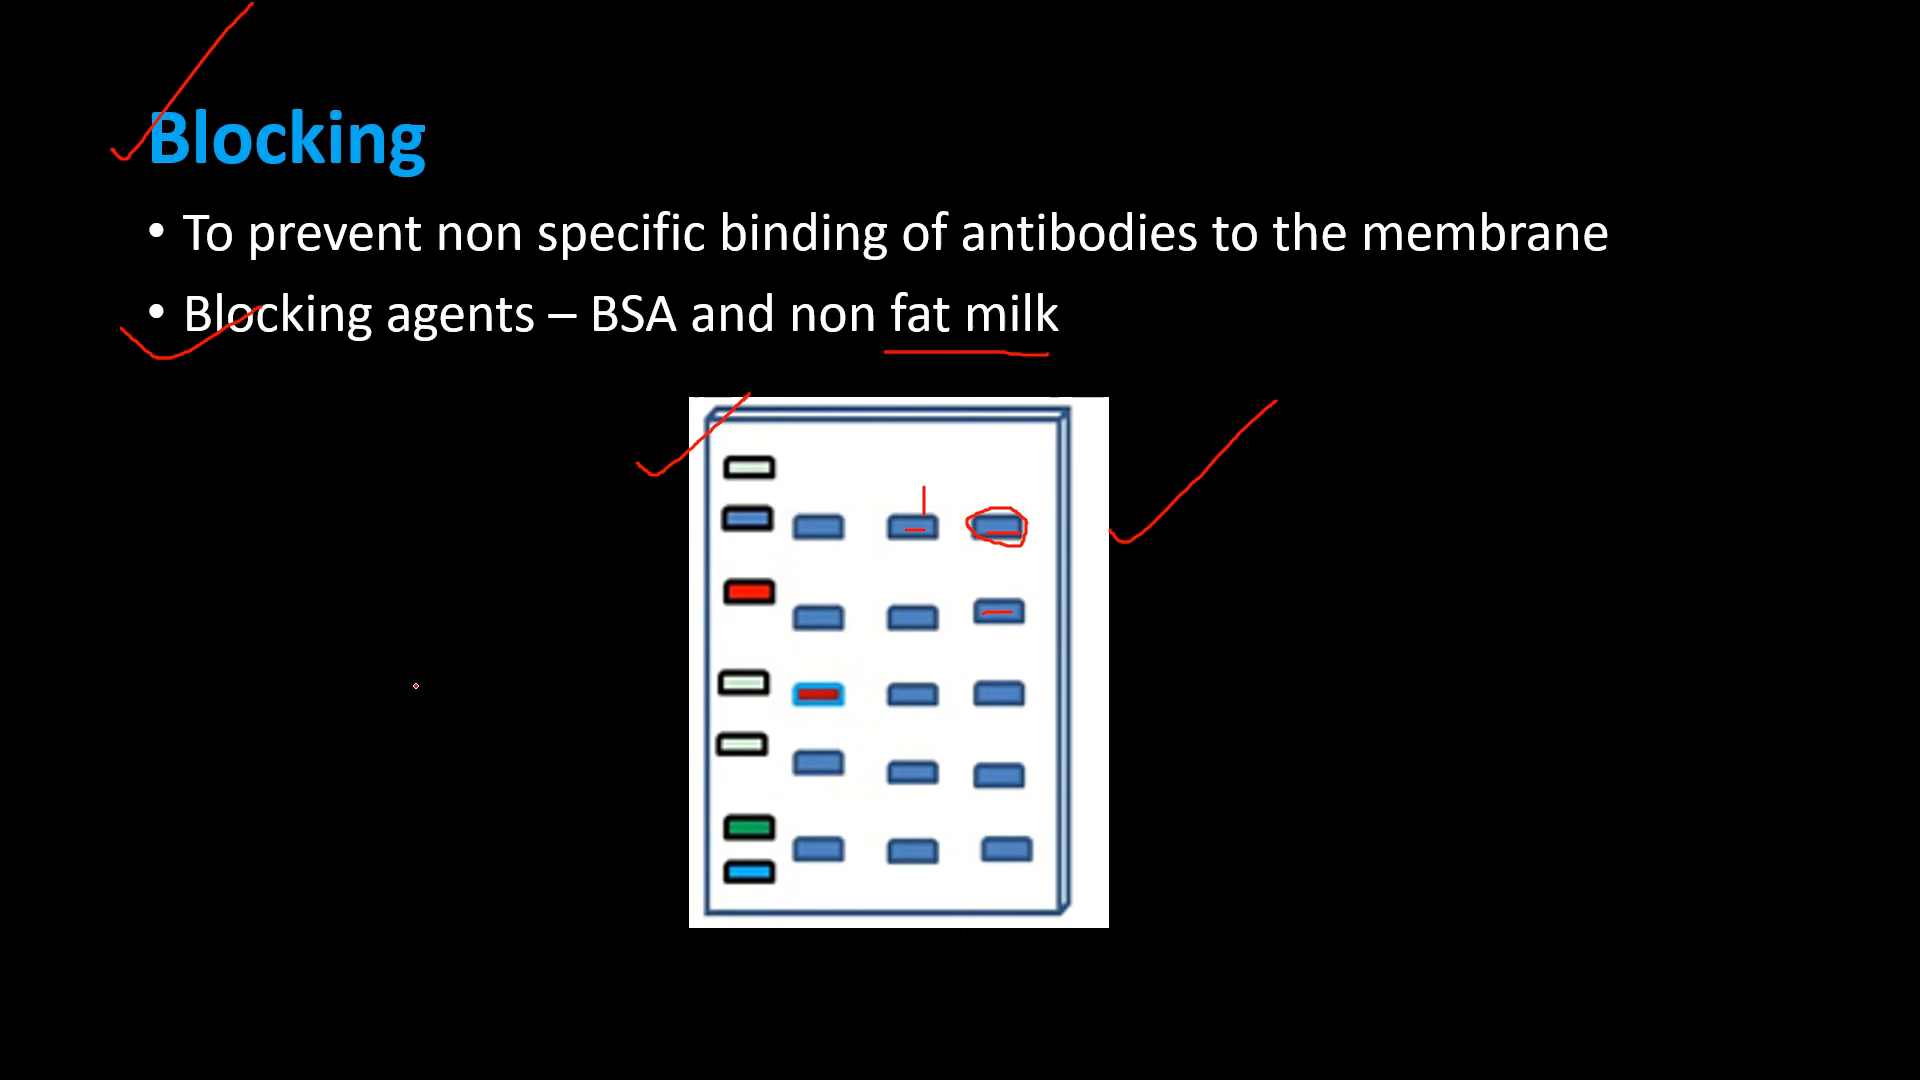 Blocking
• To prevent non specific binding of antibodies to the membrane
• Blocking agents – BSA and non fat milk